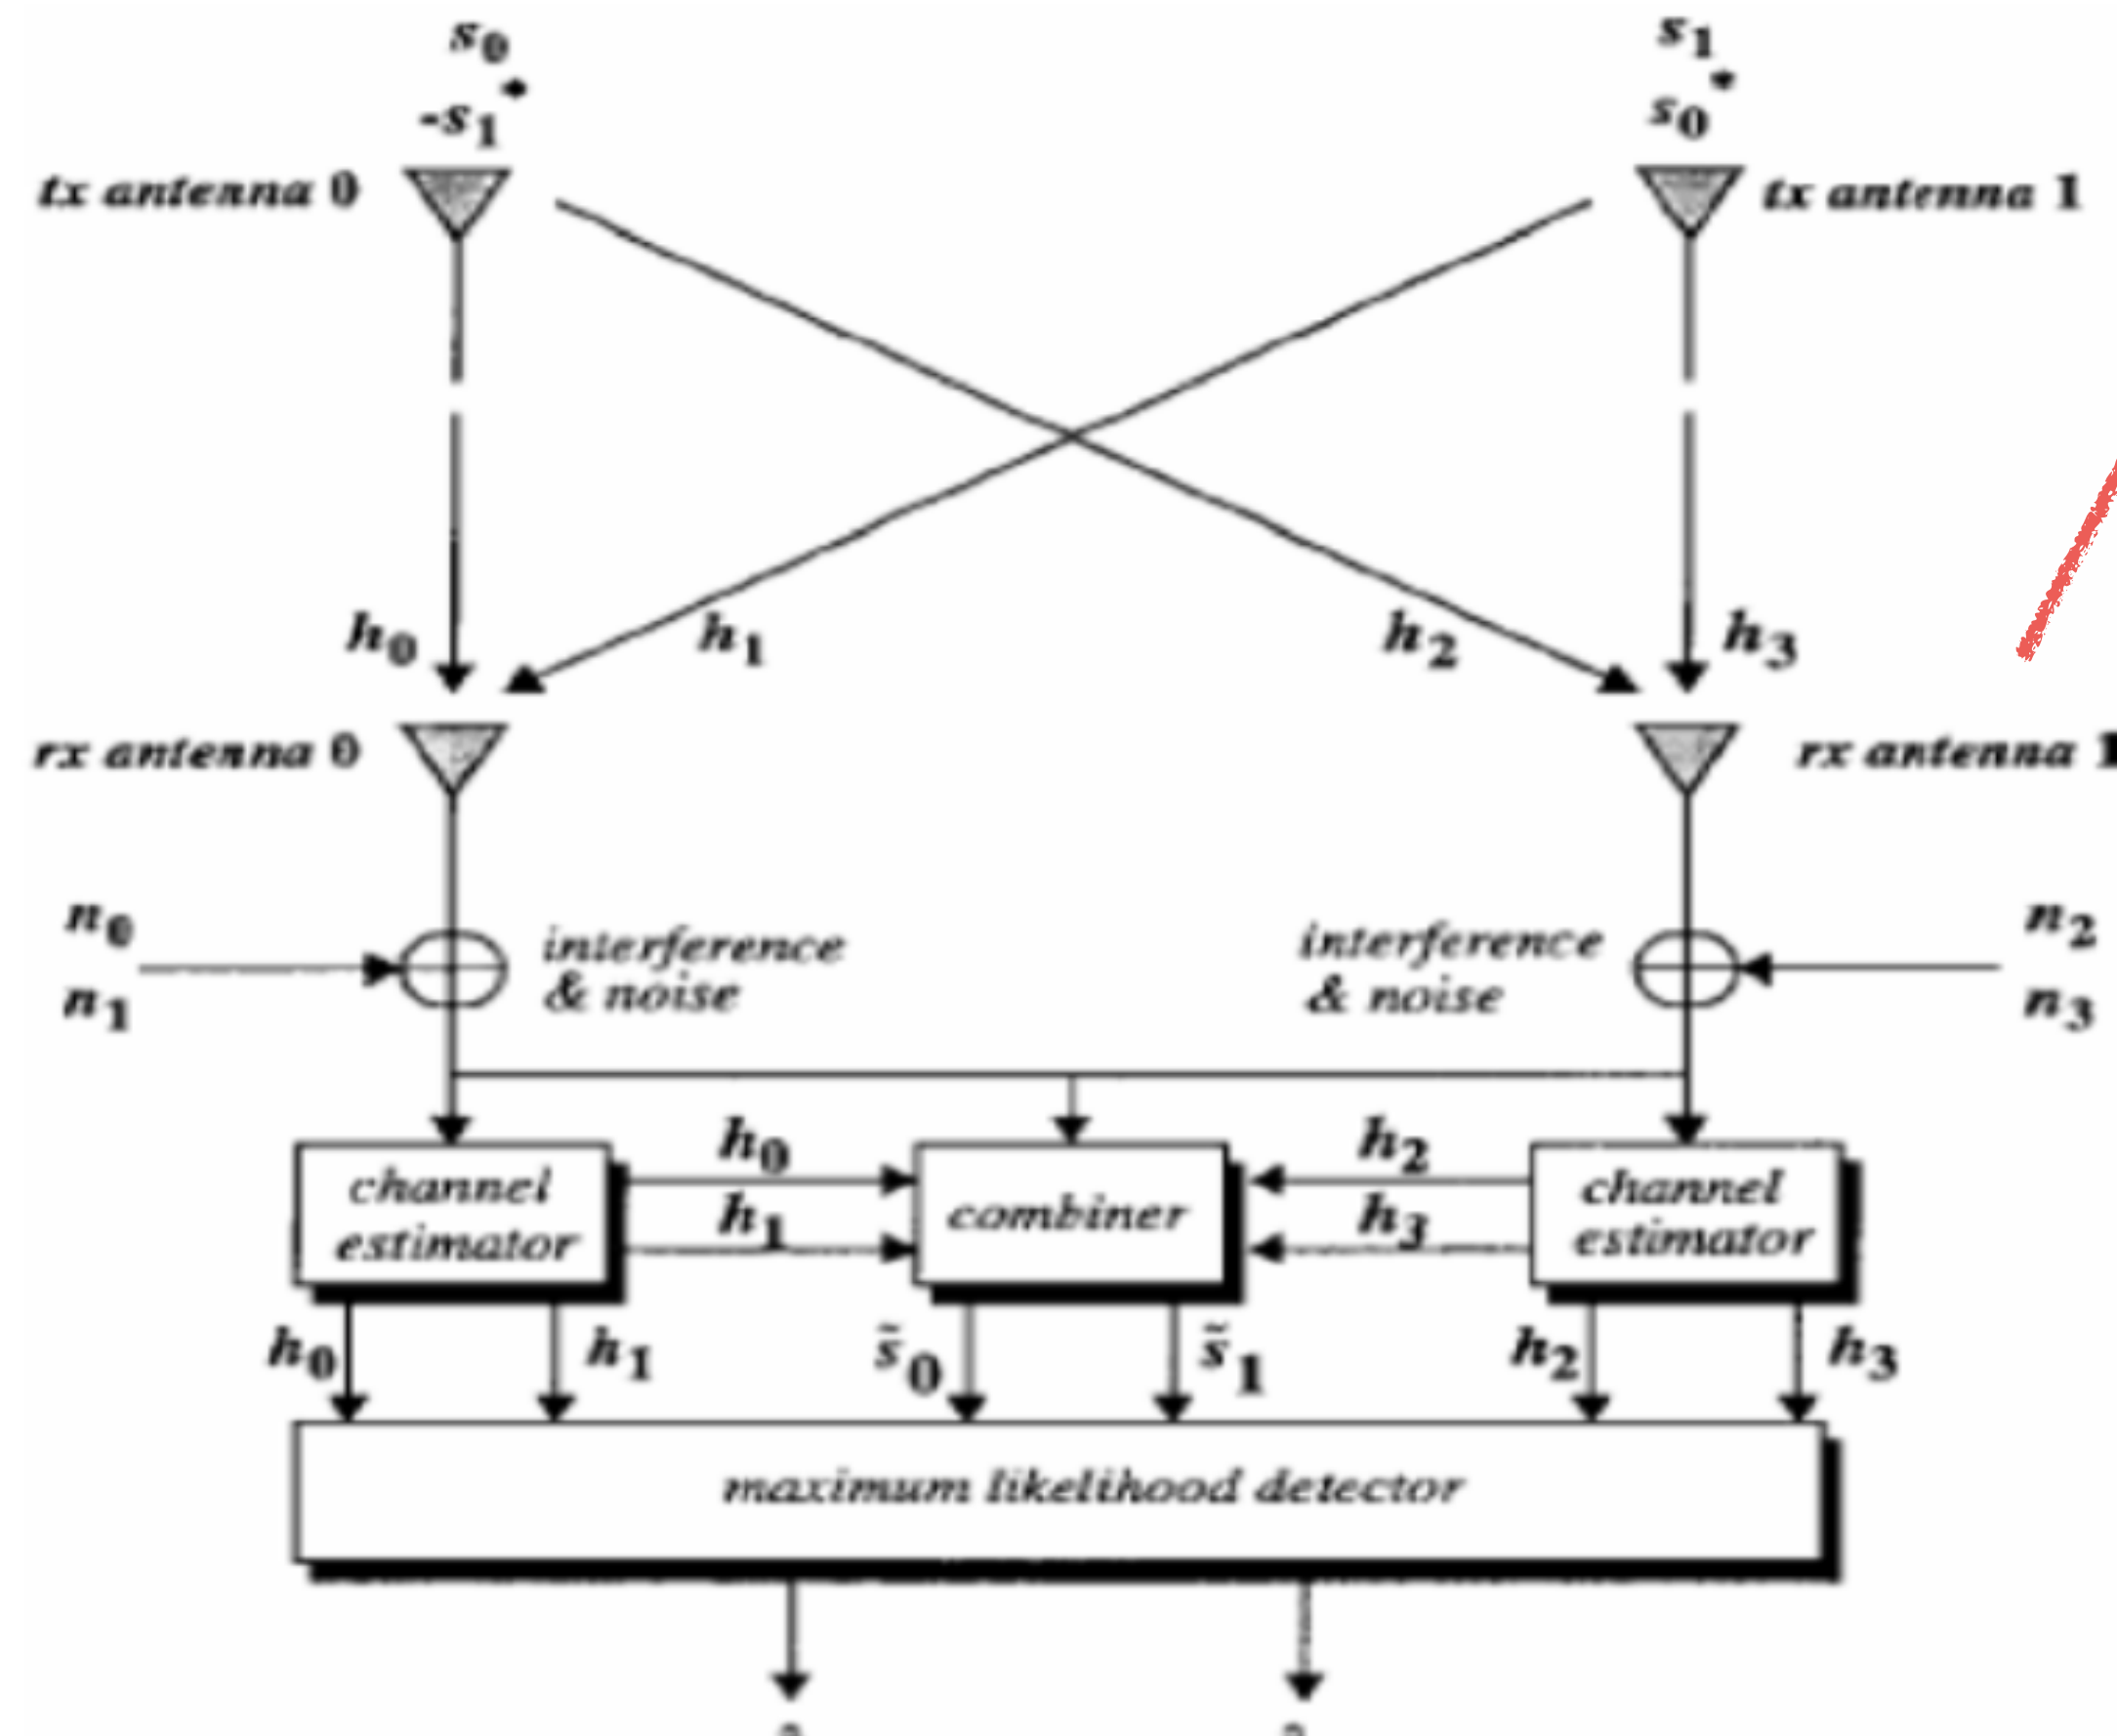 s0 s1
-s1* s0*
tx antenna 0 tx antenna 1
h0 h1 h2 h3
rx antenna 0 rx antenna 1
n0 interference interference n2
n1 & noise & noise n3
h0 h2
channel combiner channel
estimator h1 h3 estimator
h0 h1 s̃0 s̃1 h2 h3
maximum likelihood detector